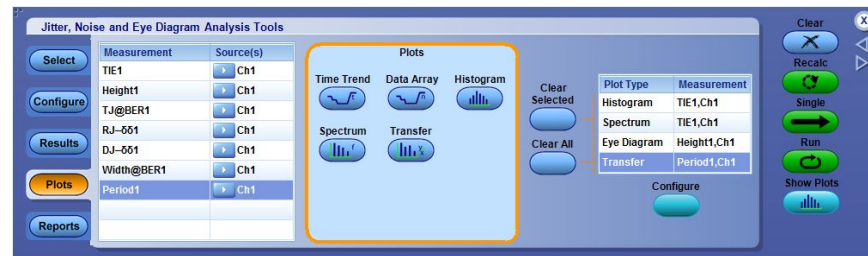 Jitter, Noise and Eye Diagram Analysis Tools
Select
Configure
Results
Plots
Reports
Measurement Source(s)
TIE1 Ch1
Height1 Ch1
TJ@BER1 Ch1
RJ–δδ1 Ch1
DJ–δδ1 Ch1
Width@BER1 Ch1
Period1 Ch1
Plots
Time Trend Data Array Histogram
Spectrum Transfer
Clear
Selected
Clear All
Plot Type Measurement
Histogram TIE1,Ch1
Spectrum TIE1,Ch1
Eye Diagram Height1,Ch1
Transfer Period1,Ch1
Configure
Clear
X
Recalc
Single
Run
Show Plots